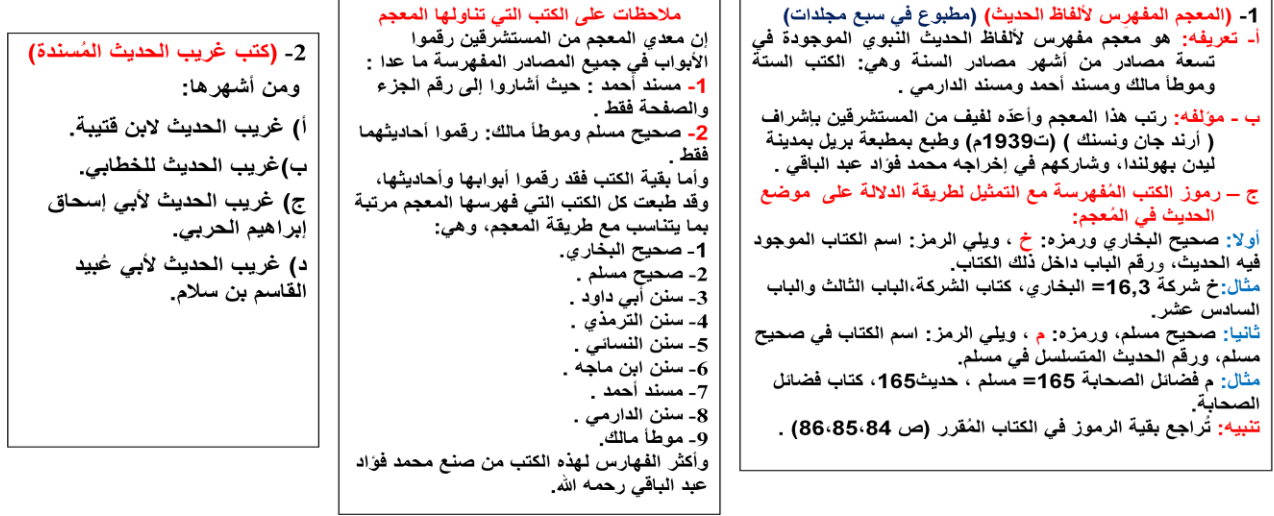 1- (المعجم المفهرس لألفاظ الحديث) (مطبوع في سبع مجلدات)
أ- تعريفه: هو معجم مفهرس لألفاظ الحديث النبوي الموجودة في
تسعة مصادر من أشهر مصادر السنة وهي: الكتب الستة
وموطأ مالك ومسند أحمد ومسند الدارمي .
ب - مؤلفه: رتب هذا المعجم وأعدّه لفيف من المستشرقين بإشراف
( أرند جان ونسنك ) (ت1939م) وطبع بمطبعة بريل بمدينة
ليدن بهولندا، وشاركهم في إخراجه محمد فؤاد عبد الباقي .
ج – رموز الكتب المُفهرسة مع التمثيل لطريقة الدلالة على موضع
الحديث في المُعجم:
أولا: صحيح البخاري ورمزه: خ ، ويلي الرمز: اسم الكتاب الموجود
فيه الحديث، ورقم الباب داخل ذلك الكتاب.
مثال:خ شركة 16,3= البخاري، كتاب الشركة،الباب الثالث والباب
السادس عشر.
ثانيا: صحيح مسلم، ورمزه: م ، ويلي الرمز: اسم الكتاب في صحيح
مسلم، ورقم الحديث المتسلسل في مسلم.
مثال: م فضائل الصحابة 165= مسلم ، حديث165، كتاب فضائل
الصحابة.
تنبيه: تُراجع بقية الرموز في الكتاب المُقرر (ص 86،85،84) .
ملاحظات على الكتب التي تناولها المعجم
إن معدي المعجم من المستشرقين رقموا
الأبواب في جميع المصادر المفهرسة ما عدا :
1- مسند أحمد : حيث أشاروا إلى رقم الجزء
والصفحة فقط .
2- صحيح مسلم وموطأ مالك: رقموا أحاديثهما
فقط .
وأما بقية الكتب فقد رقموا أبوابها وأحاديثها،
وقد طبعت كل الكتب التي فهرسها المعجم مرتبة
بما يتناسب مع طريقة المعجم، وهي:
1- صحيح البخاري.
2- صحيح مسلم .
3- سنن أبي داود .
4- سنن الترمذي .
5- سنن النسائي .
6- سنن ابن ماجه .
7- مسند أحمد .
8- سنن الدارمي .
9- موطأ مالك.
وأكثر الفهارس لهذه الكتب من صنع محمد فؤاد
عبد الباقي رحمه الله.
2- (كتب غريب الحديث المُسندة)
ومن أشهرها:
أ) غريب الحديث لابن قتيبة.
ب)غريب الحديث للخطابي.
ج) غريب الحديث لأبي إسحاق
إبراهيم الحربي.
د) غريب الحديث لأبي عُبيد
القاسم بن سلام.